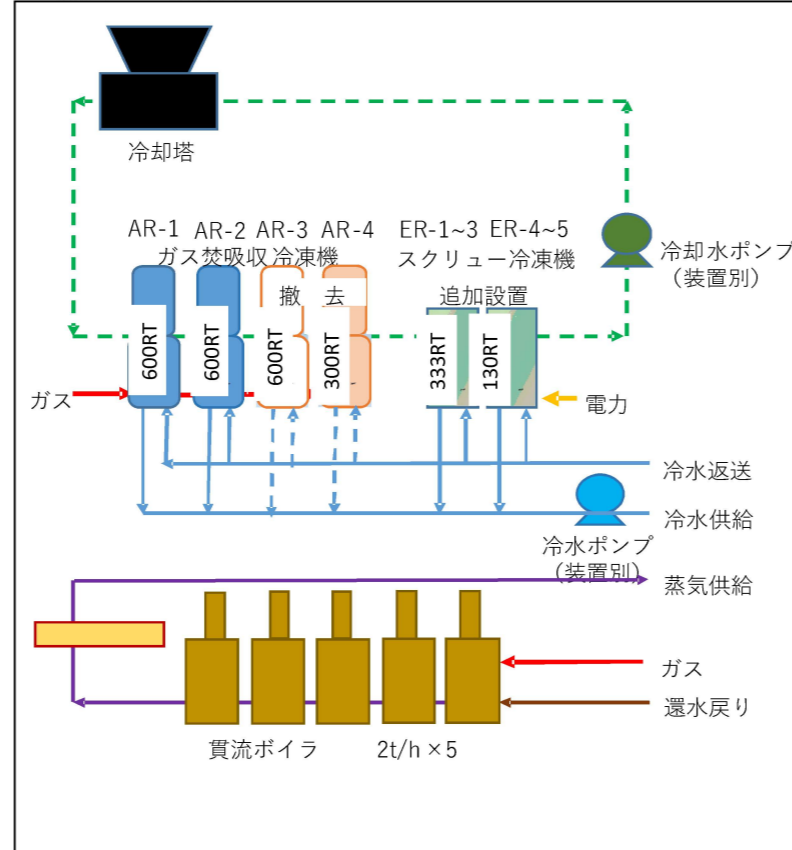 冷却塔
AR-1 AR-2 AR-3 AR-4 ER-1~3 ER-4~5
ガス焚吸収冷凍機 スクリュー冷凍機
冷却水ポンプ
(装置別)
撤 去 追加設置
600RT 600RT 600RT 300RT 333RT 130RT
ガス
電力
冷水返送
冷水供給
冷水ポンプ
(装置別)
蒸気供給
ガス
還水戻り
貫流ボイラ 2t/h×5